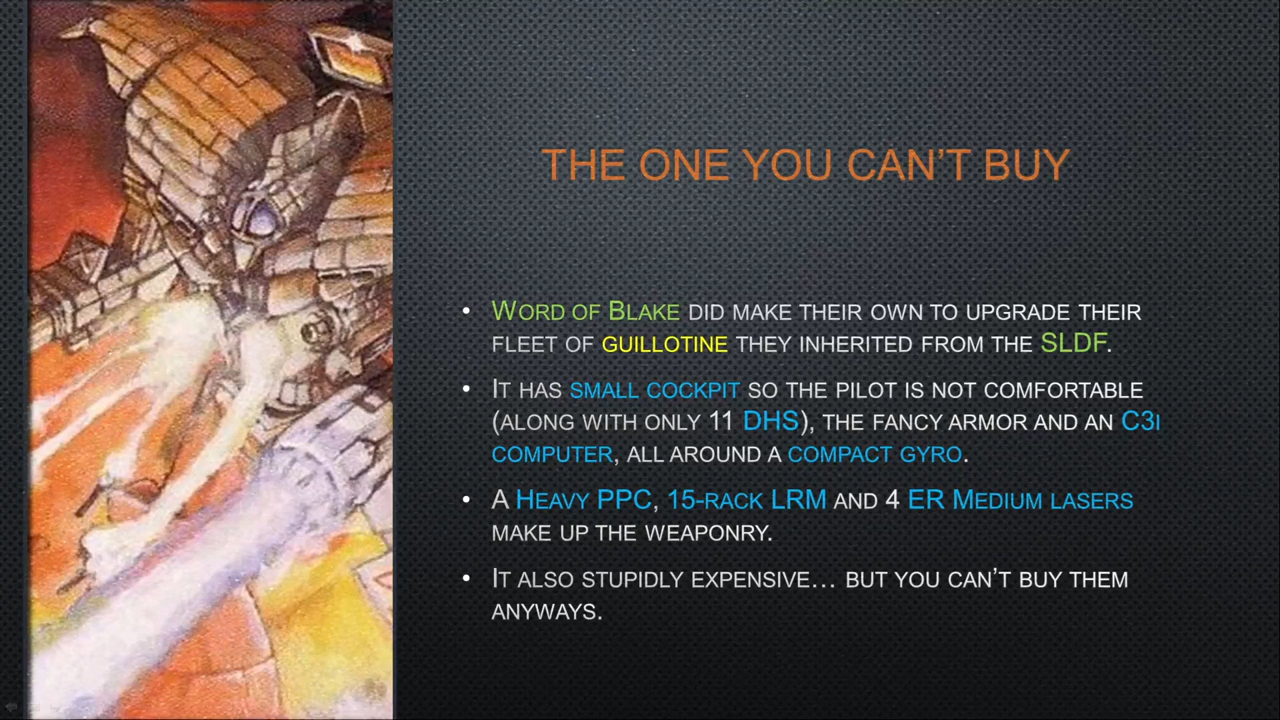 THE ONE YOU CAN'T BUY
• WORD OF BLAKE DID MAKE THEIR OWN TO UPGRADE THEIR
FLEET OF GUILLOTINE THEY INHERITED FROM THE SLDF.
• IT HAS SMALL COCKPIT SO THE PILOT IS NOT COMFORTABLE
(ALONG WITH ONLY 11 DHS), THE FANCY ARMOR AND AN C3I
COMPUTER, ALL AROUND A COMPACT GYRO.
• A HEAVY PPC, 15-RACK LRM AND 4 ER MEDIUM LASERS
MAKE UP THE WEAPONRY.
• IT ALSO STUPIDLY EXPENSIVE... BUT YOU CAN'T BUY THEM
ANYWAYS.